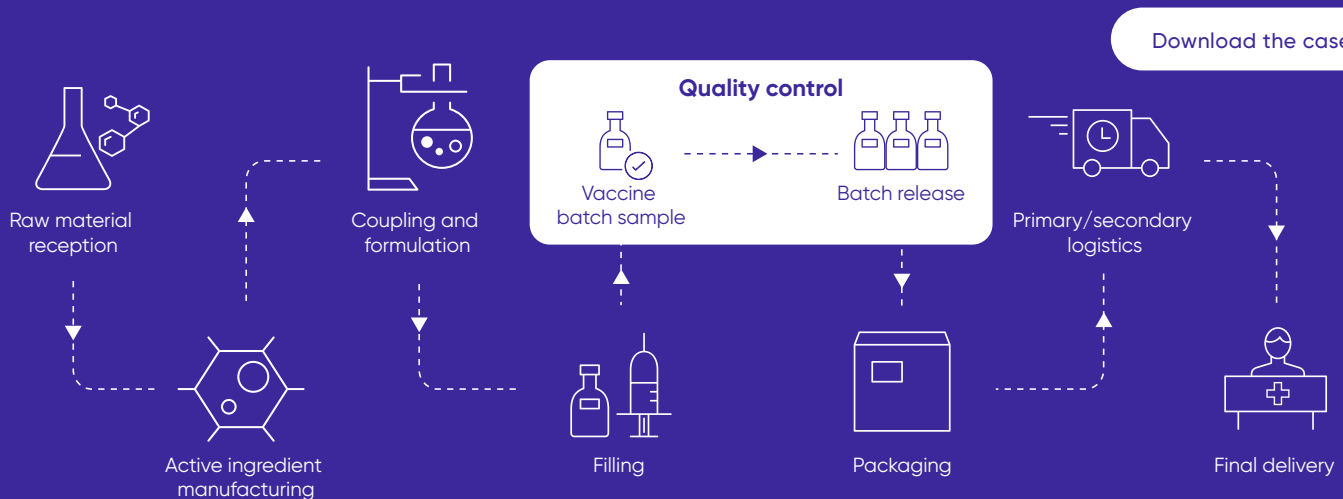 Download the case
Quality control
Vaccine
batch sample
Batch release
Raw material
reception
Coupling and
formulation
Primary/secondary
logistics
Active ingredient
manufacturing
Filling
Packaging
Final delivery